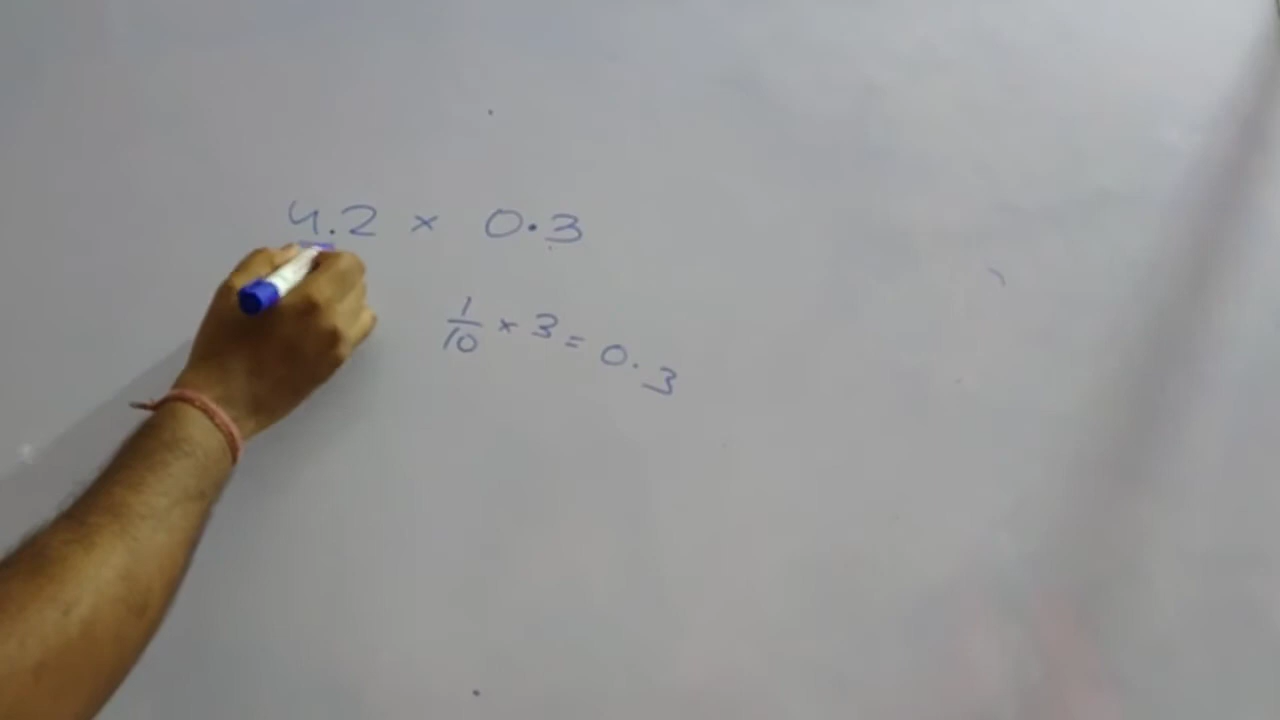 4.2 × 0.3
1/10 × 3 = 0.3